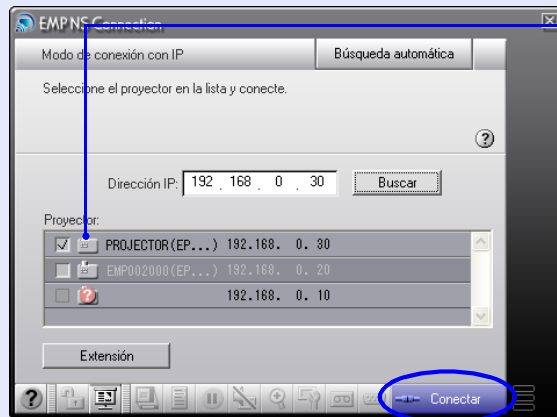 EMP NS Connection
Modo de conexión con IP
Búsqueda automática
Seleccione el proyector en la lista y conecte.
?
Dirección IP: 192 . 168 . 0 . 30 Buscar
Proyector:
PROJECTOR(EP...) 192.168. 0. 30
EMP002000(EP...) 192.168. 0. 20
? 192.168. 0. 10
Extensión
? Conectar